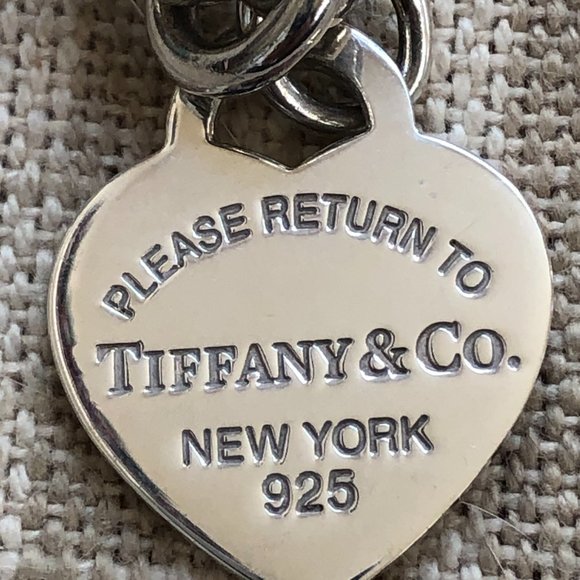 PLEASE RETURN TO
TIFFANY & CO.
NEW YORK
925